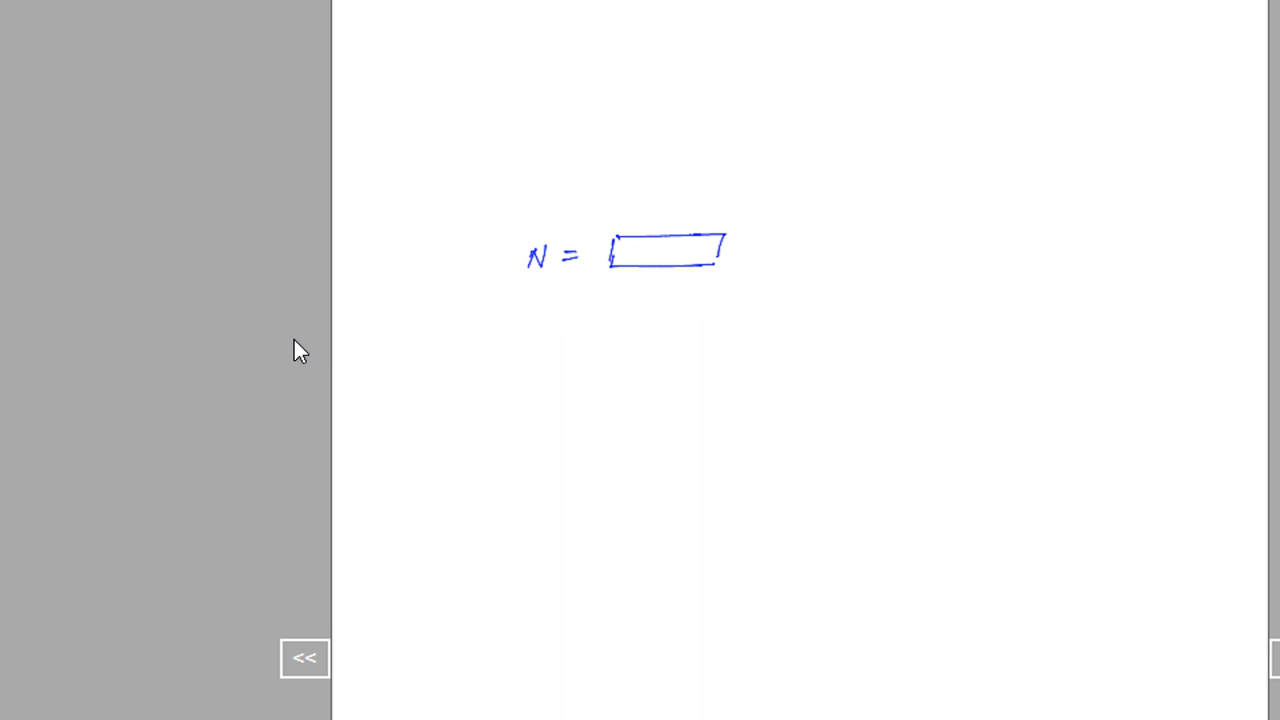 N =
<<